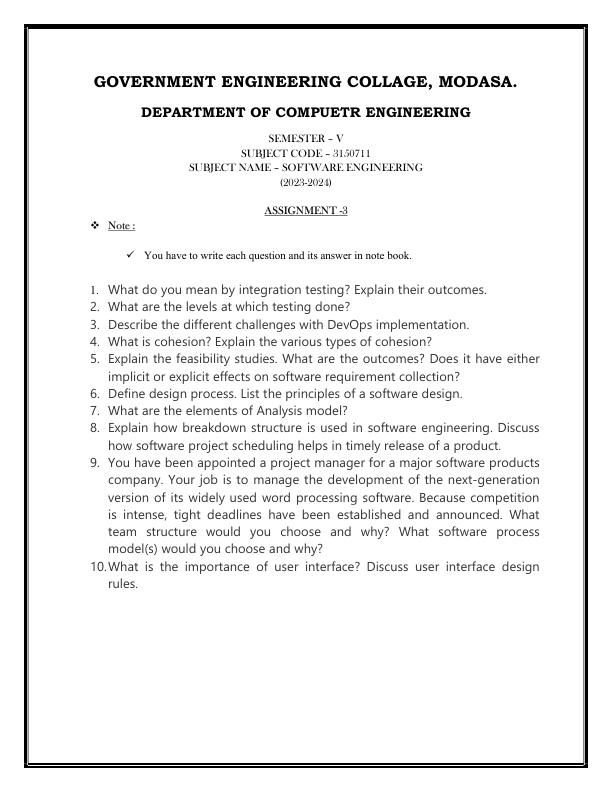 GOVERNMENT ENGINEERING COLLAGE, MODASA.
DEPARTMENT OF COMPUETR ENGINEERING
SEMESTER – V
SUBJECT CODE – 3150711
SUBJECT NAME – SOFTWARE ENGINEERING
(2023-2024)
ASSIGNMENT -3
❖ Note :
✓ You have to write each question and its answer in note book.
1. What do you mean by integration testing? Explain their outcomes.
2. What are the levels at which testing done?
3. Describe the different challenges with DevOps implementation.
4. What is cohesion? Explain the various types of cohesion?
5. Explain the feasibility studies. What are the outcomes? Does it have either
implicit or explicit effects on software requirement collection?
6. Define design process. List the principles of a software design.
7. What are the elements of Analysis model?
8. Explain how breakdown structure is used in software engineering. Discuss
how software project scheduling helps in timely release of a product.
9. You have been appointed a project manager for a major software products
company. Your job is to manage the development of the next-generation
version of its widely used word processing software. Because competition
is intense, tight deadlines have been established and announced. What
team structure would you choose and why? What software process
model(s) would you choose and why?
10. What is the importance of user interface? Discuss user interface design
rules.